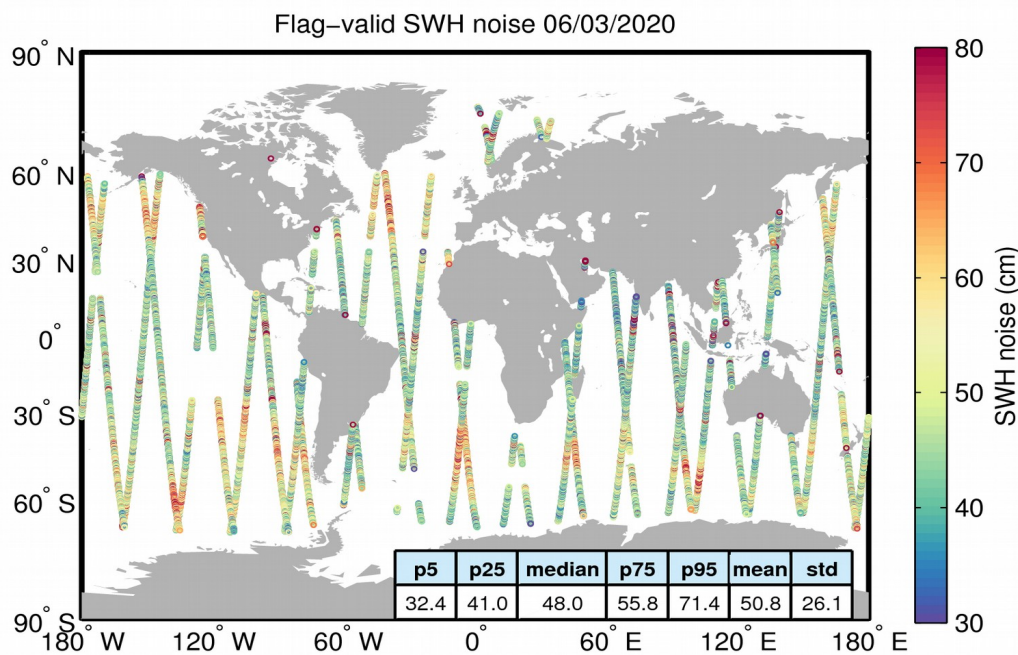 Flag−valid SWH noise 06/03/2020
90° N
60° N
30° N
0°
30° S
60° S
90° S
180° W
120° W
60° W
0°
60° E
120° E
180° E
80
70
60
50
40
30
SWH noise (cm)
p5 p25 median p75 p95 mean std
32.4 41.0 48.0 55.8 71.4 50.8 26.1